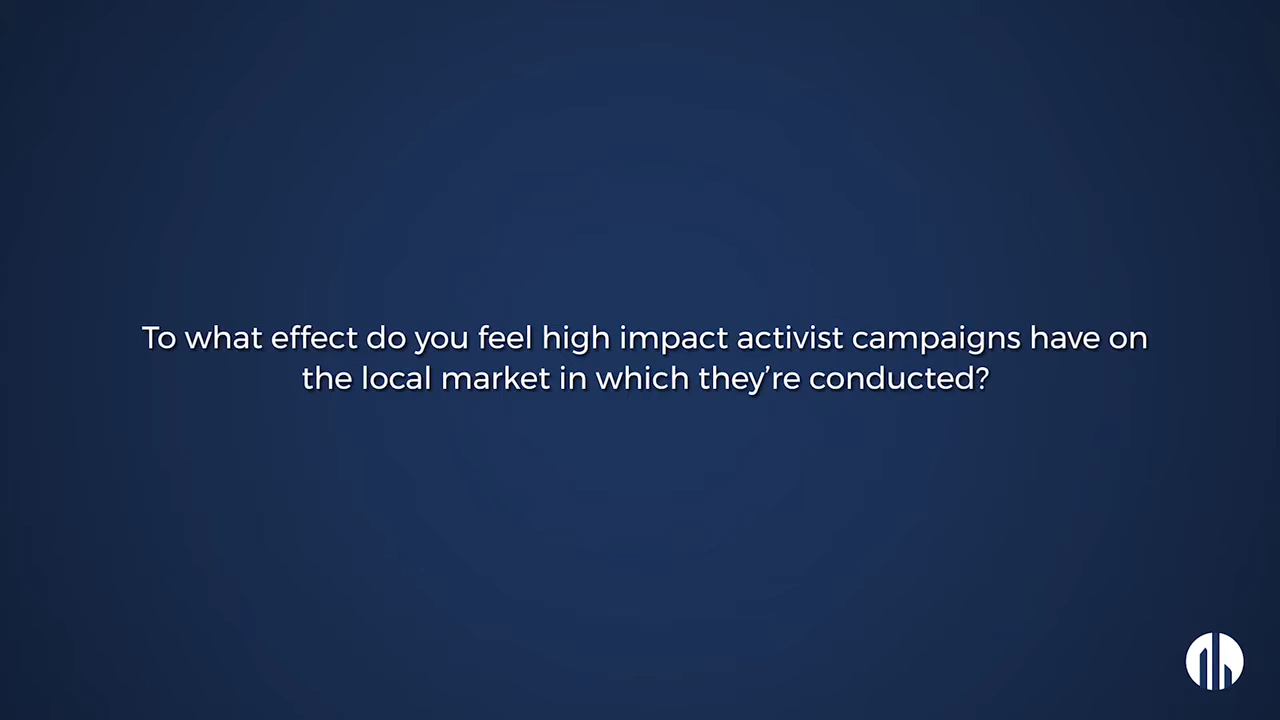 To what effect do you feel high impact activist campaigns have on
the local market in which they’re conducted?